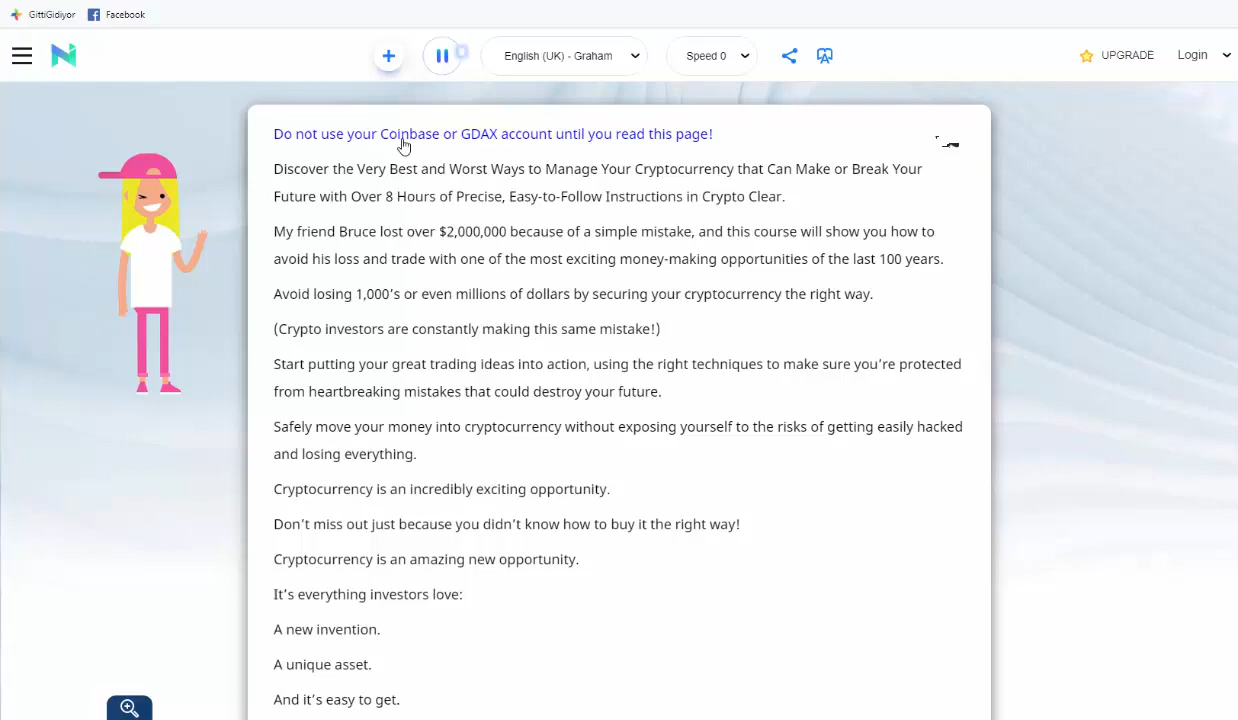 GittiGidiyor Facebook
English (UK) - Graham Speed 0 UPGRADE Login
Do not use your Coinbase or GDAX account until you read this page!
Discover the Very Best and Worst Ways to Manage Your Cryptocurrency that Can Make or Break Your
Future with Over 8 Hours of Precise, Easy-to-Follow Instructions in Crypto Clear.
My friend Bruce lost over $2,000,000 because of a simple mistake, and this course will show you how to
avoid his loss and trade with one of the most exciting money-making opportunities of the last 100 years.
Avoid losing 1,000’s or even millions of dollars by securing your cryptocurrency the right way.
(Crypto investors are constantly making this same mistake!)
Start putting your great trading ideas into action, using the right techniques to make sure you’re protected
from heartbreaking mistakes that could destroy your future.
Safely move your money into cryptocurrency without exposing yourself to the risks of getting easily hacked
and losing everything.
Cryptocurrency is an incredibly exciting opportunity.
Don’t miss out just because you didn’t know how to buy it the right way!
Cryptocurrency is an amazing new opportunity.
It’s everything investors love:
A new invention.
A unique asset.
And it’s easy to get.